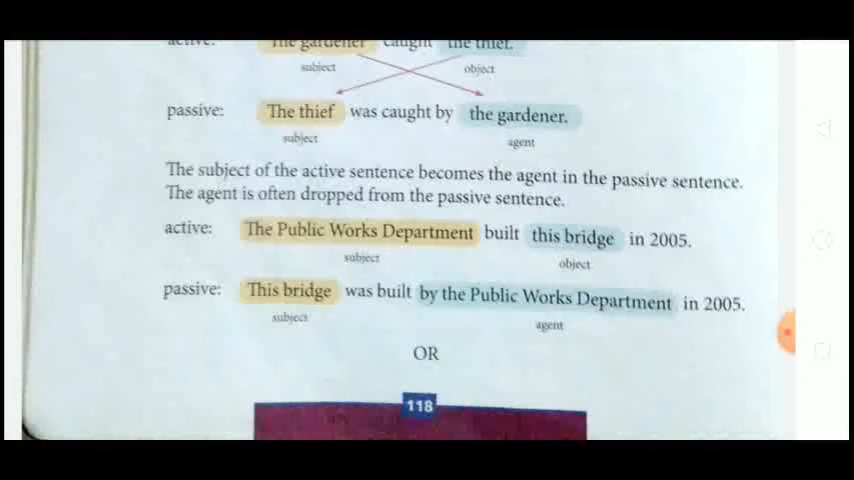 active: The gardener caught the thief.
subject object
passive: The thief was caught by the gardener.
subject agent
The subject of the active sentence becomes the agent in the passive sentence.
The agent is often dropped from the passive sentence.
active: The Public Works Department built this bridge in 2005.
subject object
passive: This bridge was built by the Public Works Department in 2005.
subject agent
OR
118